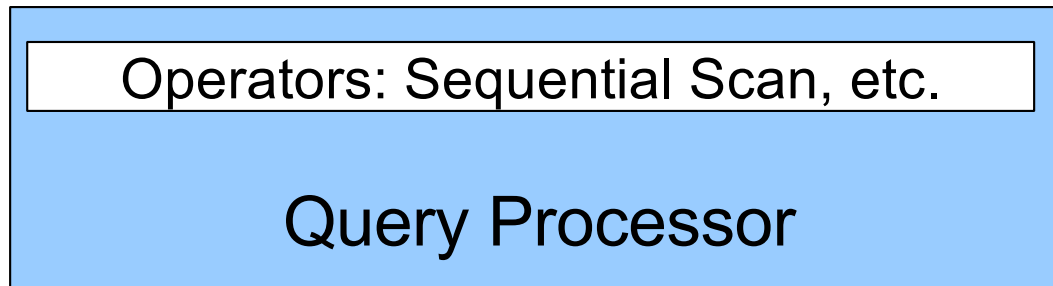 Operators: Sequential Scan, etc.
Query Processor